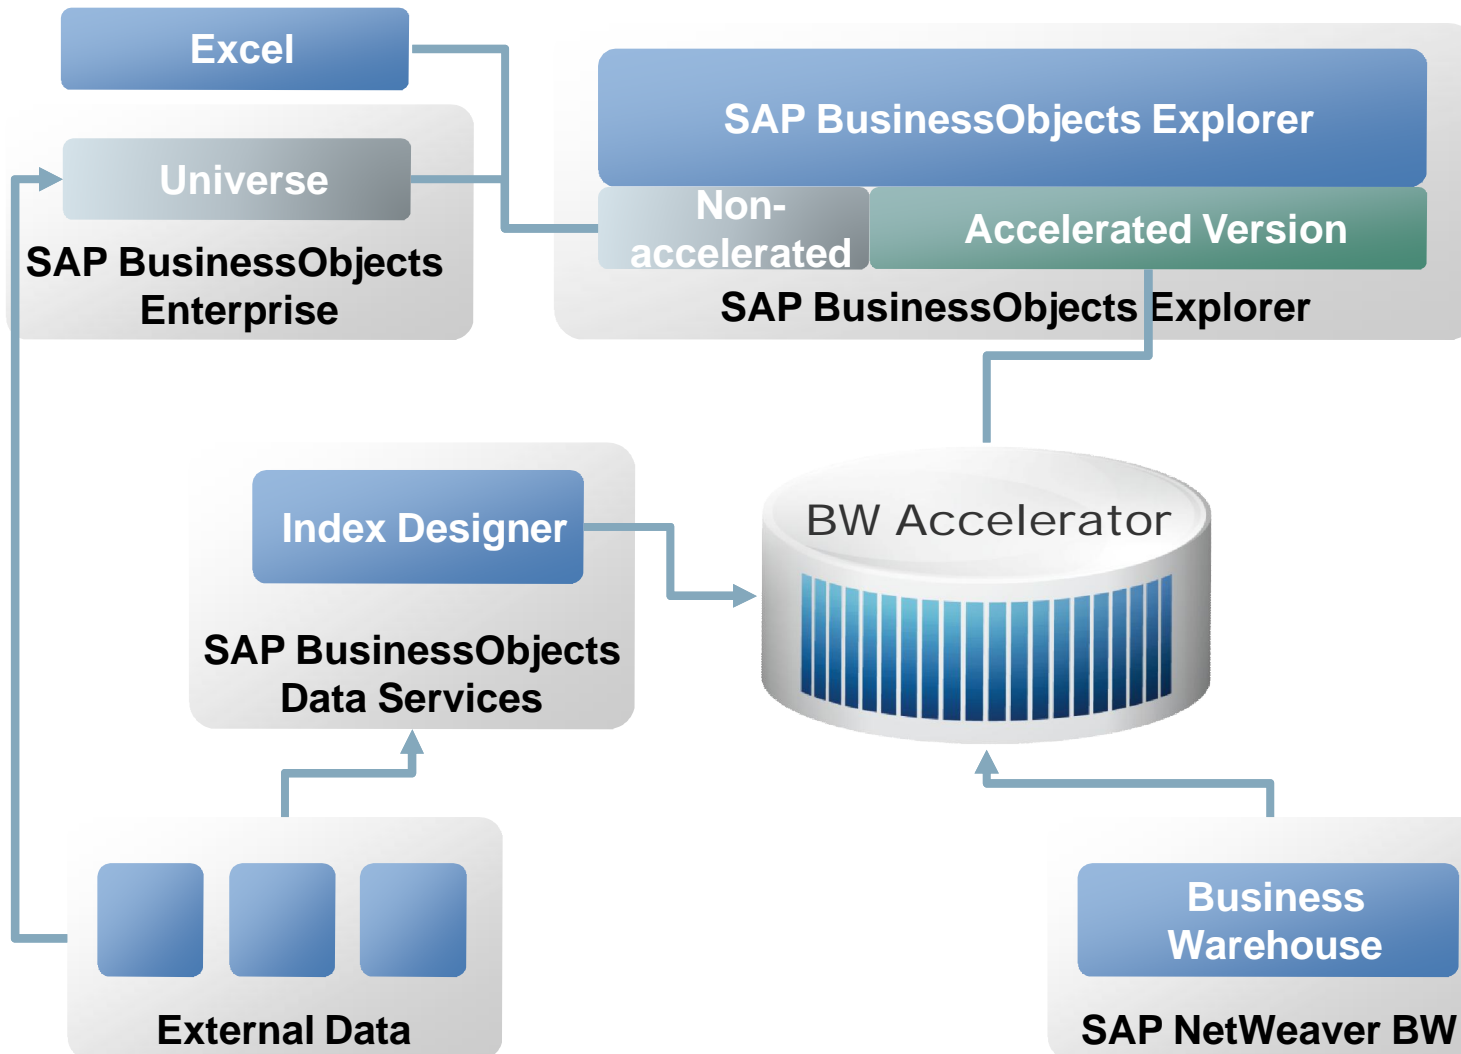 Excel
SAP BusinessObjects Explorer
Universe
Non-
accelerated
Accelerated Version
SAP BusinessObjects
Enterprise
SAP BusinessObjects Explorer
Index Designer
BW Accelerator
SAP BusinessObjects
Data Services
Business
Warehouse
External Data
SAP NetWeaver BW